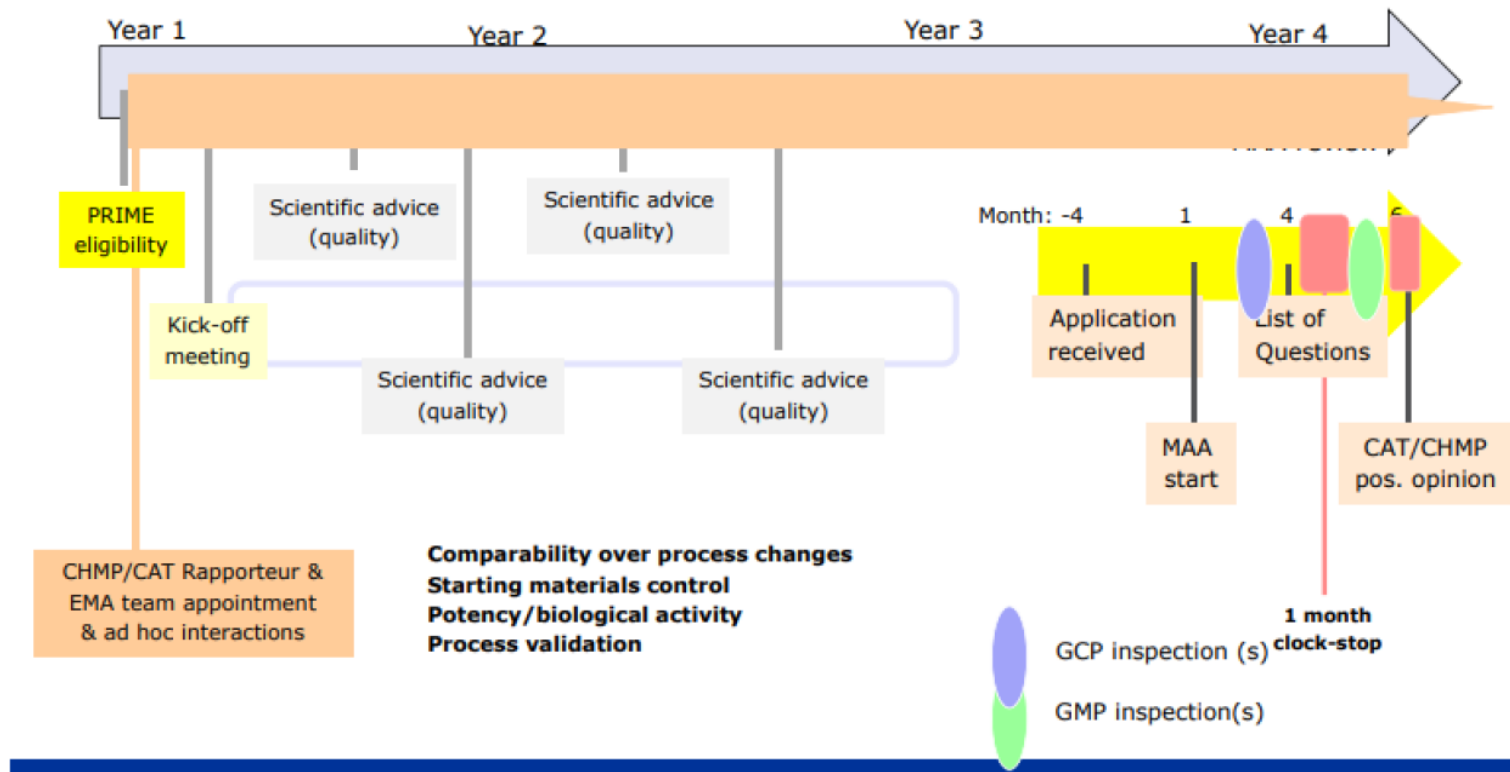 Year 1
Year 2
Year 3
Year 4
PRIME
eligibility
Scientific advice
(quality)
Scientific advice
(quality)
Month: -4
1
4
6
Kick-off
meeting
Application
received
List of
Questions
Scientific advice
(quality)
Scientific advice
(quality)
MAA
start
CAT/CHMP
pos. opinion
CHMP/CAT Rapporteur &
EMA team appointment
& ad hoc interactions
Comparability over process changes
Starting materials control
Potency/biological activity
Process validation
1 month
clock-stop
GCP inspection (s)
GMP inspection(s)